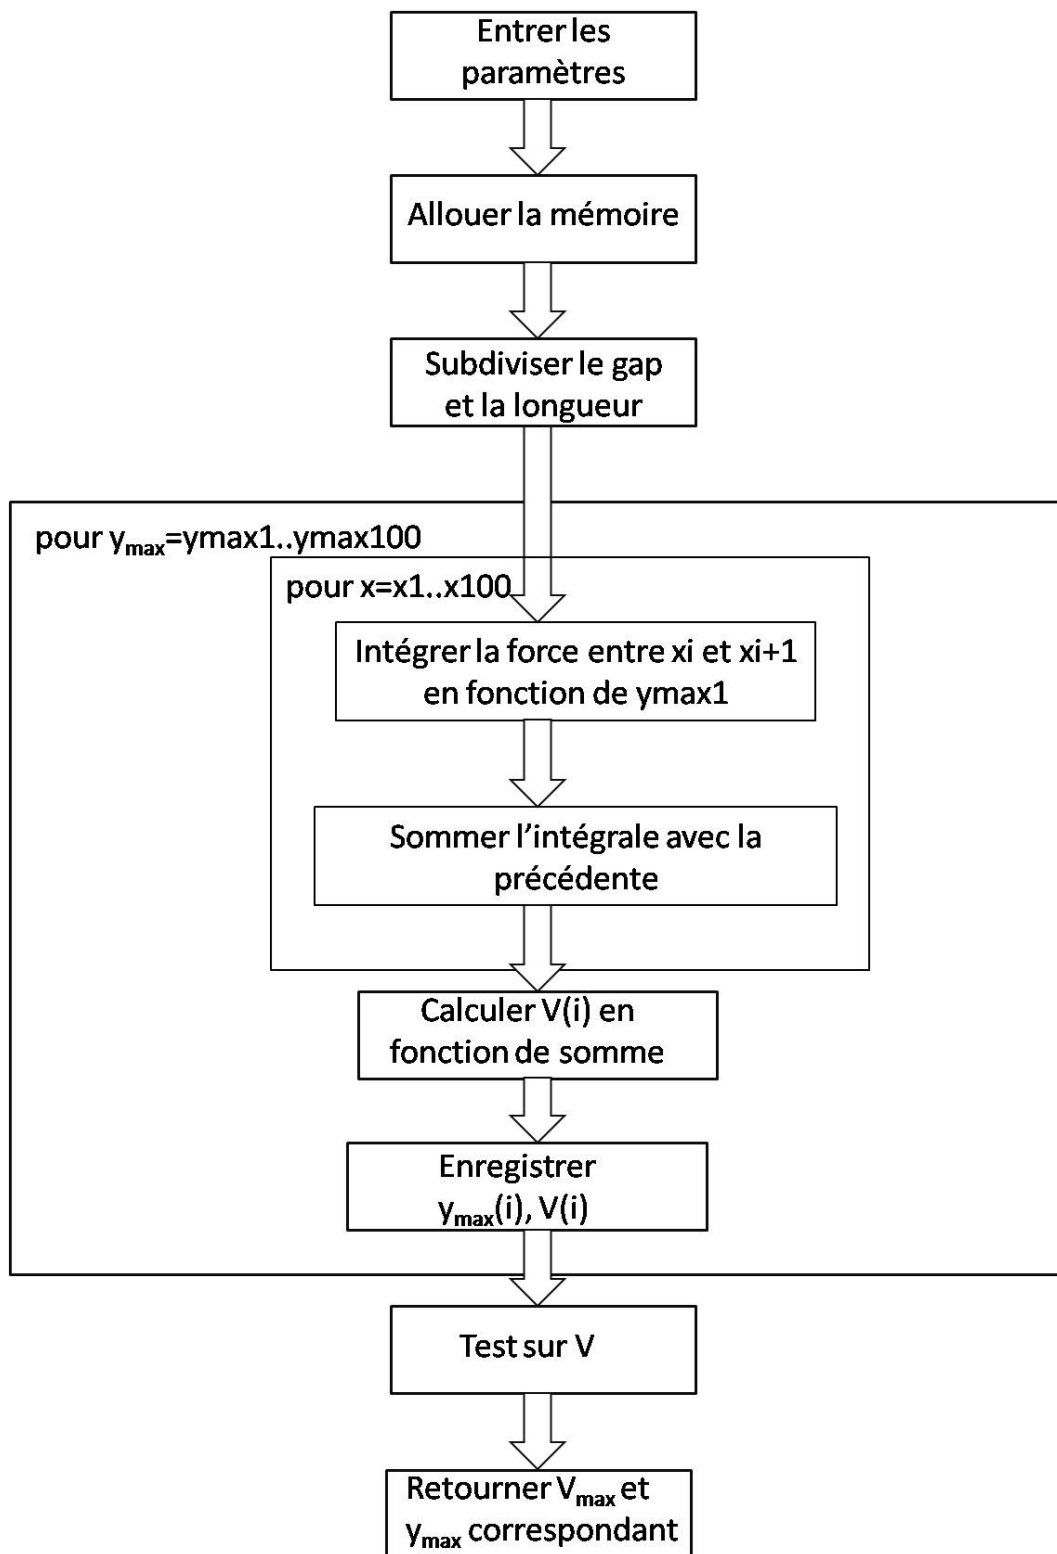 Entrer les
paramètres
Allouer la mémoire
Subdiviser le gap
et la longueur
pour ymax=ymax1..ymax100
pour x=x1..x100
Intégrer la force entre xi et xi+1
en fonction de ymax1
Sommer l'intégrale avec la
précédente
Calculer V(i) en
fonction de somme
Enregistrer
ymax(i), V(i)
Test sur V
Retourner Vmax et
ymax correspondant